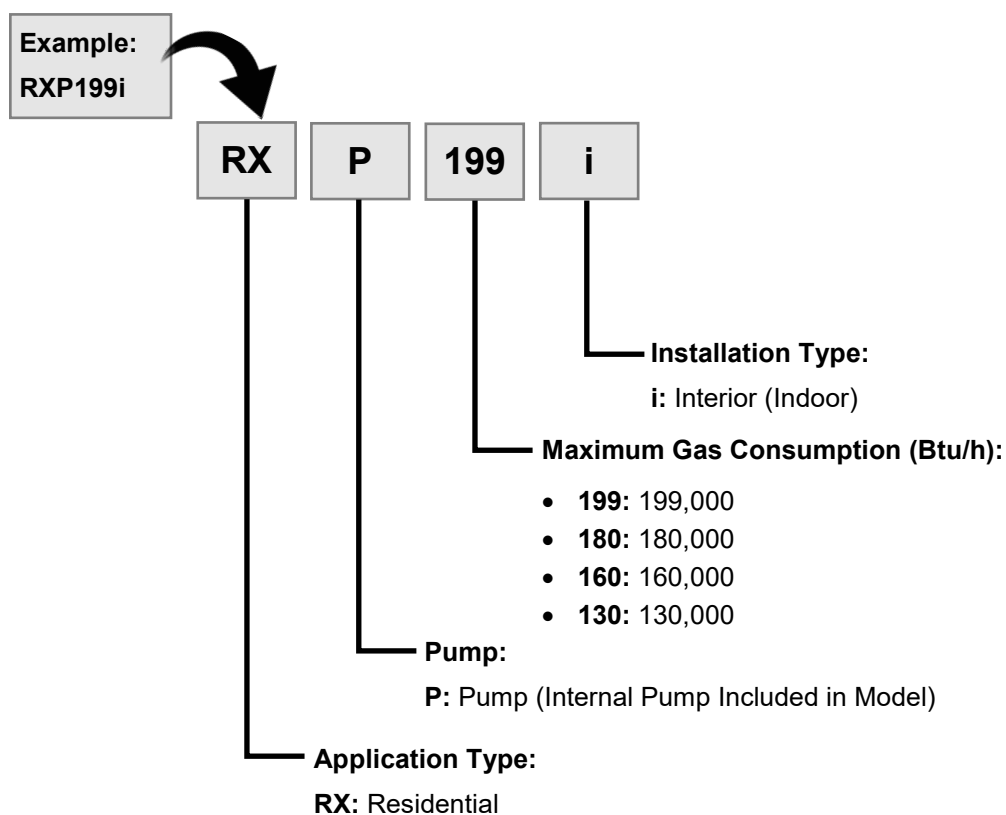 Example:
RXP199i
RX P 199 i
Installation Type:
i: Interior (Indoor)
Maximum Gas Consumption (Btu/h):
• 199: 199,000
• 180: 180,000
• 160: 160,000
• 130: 130,000
Pump:
P: Pump (Internal Pump Included in Model)
Application Type:
RX: Residential